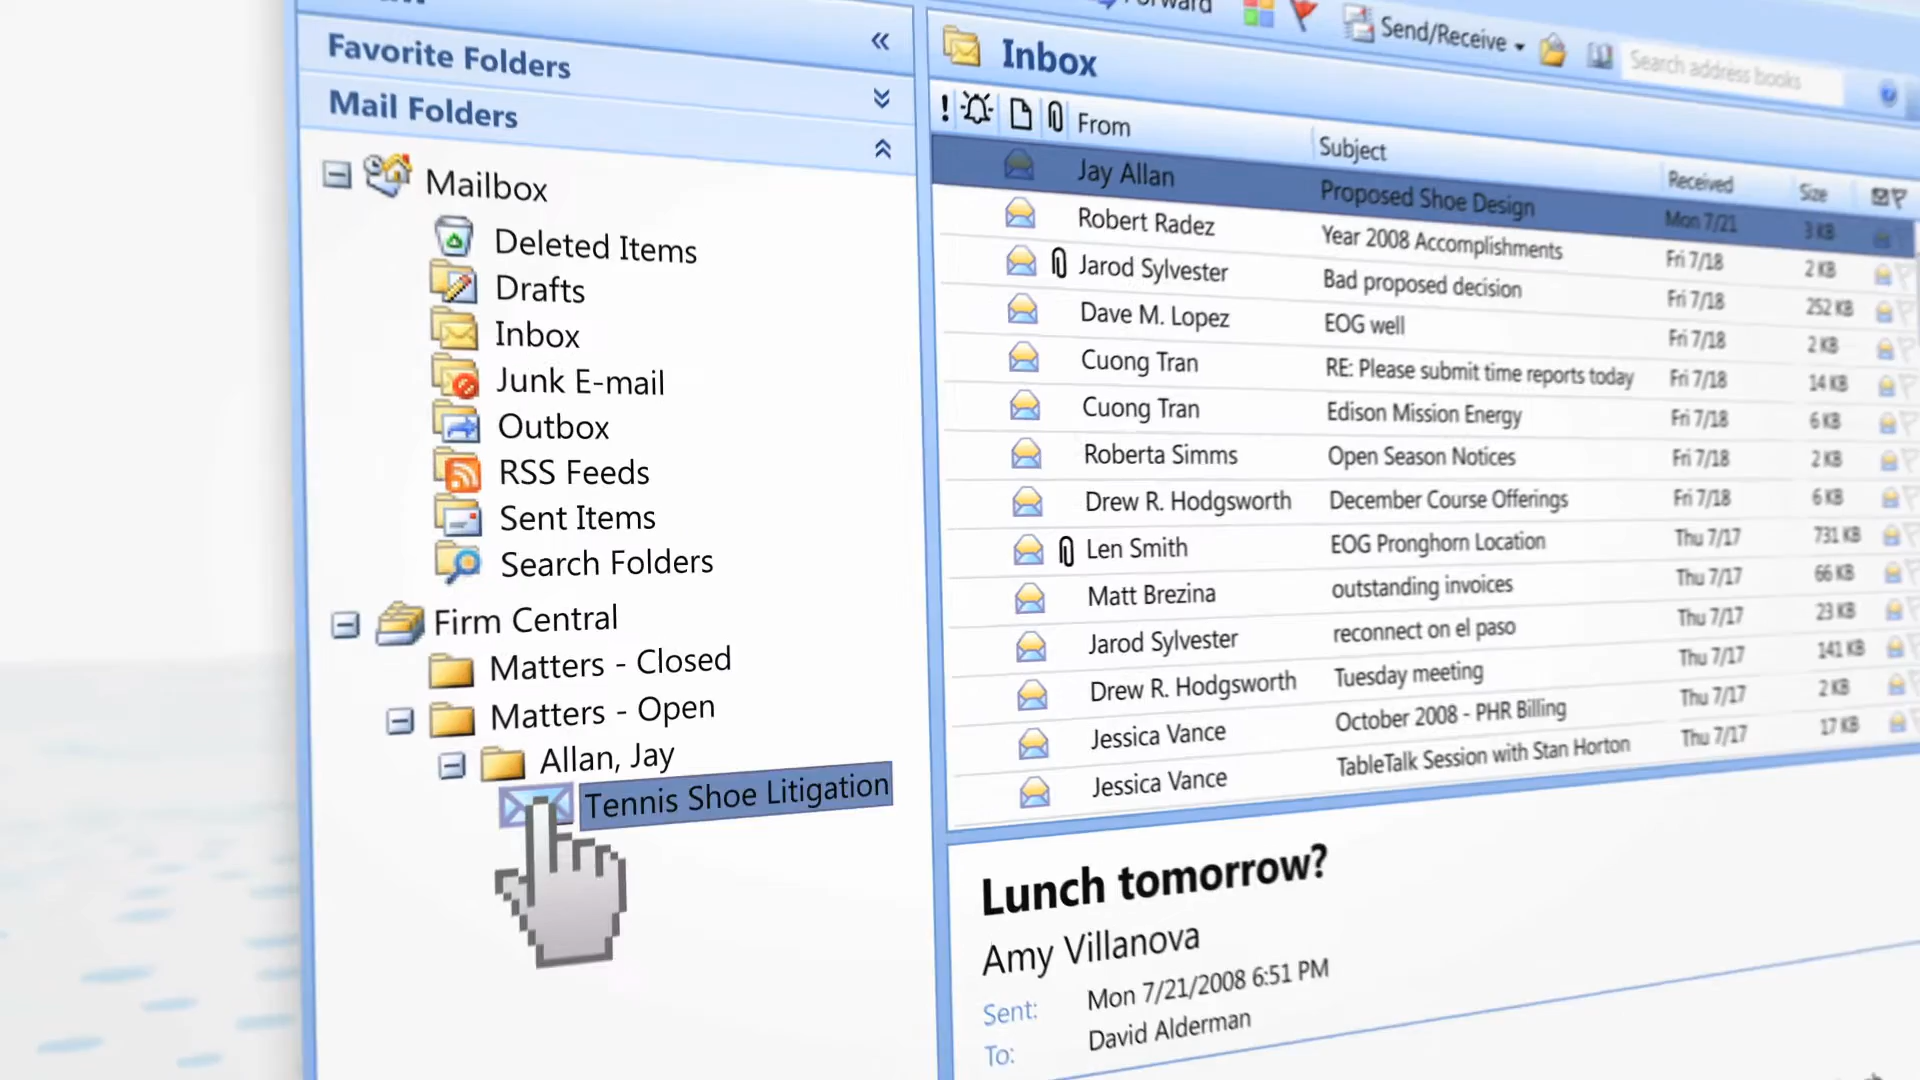 Forward
Send/Receive
Search address books
Favorite Folders
Mail Folders
Mailbox
Deleted Items
Drafts
Inbox
Junk E-mail
Outbox
RSS Feeds
Sent Items
Search Folders
Firm Central
Matters - Closed
Matters - Open
Allan, Jay
Tennis Shoe Litigation
Inbox
! From Subject Received Size
Jay Allan Proposed Shoe Design Mon 7/21 3 KB
Robert Radez Year 2008 Accomplishments Fri 7/18 2 KB
Jarod Sylvester Bad proposed decision Fri 7/18 252 KB
Dave M. Lopez EOG well Fri 7/18 2 KB
Cuong Tran RE: Please submit time reports today Fri 7/18 14 KB
Cuong Tran Edison Mission Energy Fri 7/18 6 KB
Roberta Simms Open Season Notices Fri 7/18 2 KB
Drew R. Hodgsworth December Course Offerings Fri 7/18 6 KB
Len Smith EOG Pronghorn Location Thu 7/17 731 KB
Matt Brezina outstanding invoices Thu 7/17 66 KB
Jarod Sylvester reconnect on el paso Thu 7/17 23 KB
Drew R. Hodgsworth Tuesday meeting Thu 7/17 141 KB
Jessica Vance October 2008 - PHR Billing Thu 7/17 2 KB
Jessica Vance TableTalk Session with Stan Horton Thu 7/17 17 KB
Lunch tomorrow?
Amy Villanova
Sent: Mon 7/21/2008 6:51 PM
To: David Alderman